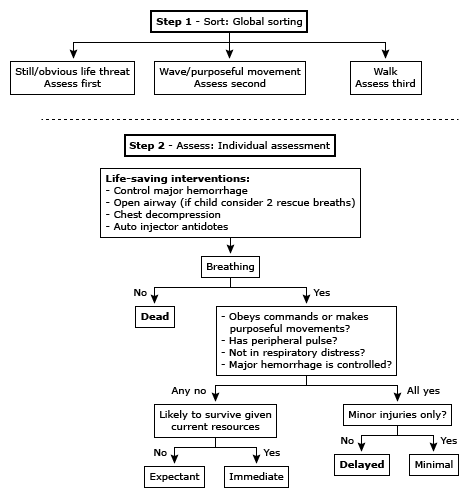 Step 1 - Sort: Global sorting
Still/obvious life threat
Assess first
Wave/purposeful movement
Assess second
Walk
Assess third
Step 2 - Assess: Individual assessment
Life-saving interventions:
- Control major hemorrhage
- Open airway (if child consider 2 rescue breaths)
- Chest decompression
- Auto injector antidotes
Breathing
No
Yes
Dead
- Obeys commands or makes
purposeful movements?
- Has peripheral pulse?
- Not in respiratory distress?
- Major hemorrhage is controlled?
Any no
All yes
Likely to survive given
current resources
Minor injuries only?
No
Yes
No
Yes
Expectant
Immediate
Delayed
Minimal